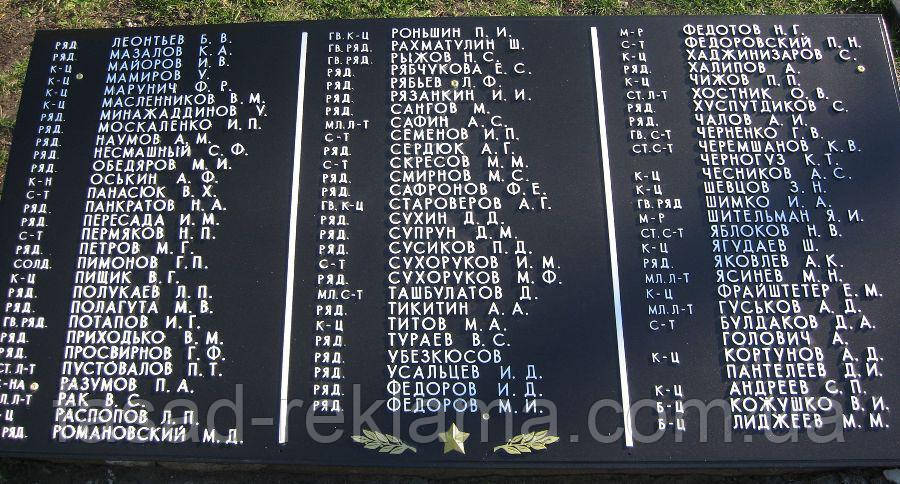 РЯД. ЛЕОНТЬЕВ Б. В.
РЯД. МАЗАЛОВ К. А.
К-Ц МАЙОРОВ И. В.
К-Ц МАМИРОВ У.
К-Ц МАРУНИЧ Ф. Р.
К-Ц МАСЛЕННИКОВ В. М.
РЯД. МИНАЖАДДИНОВ У.
РЯД. МОСКАЛЕНКО И. П.
РЯД. НАУМОВ А. М.
РЯД. НЕСМАШНЫЙ С. Ф.
РЯД. ОБЕДЯРОВ М. И.
К-Н ОСЬКИН А. Ф.
С-Т ПАНАСЮК В. Х.
РЯД. ПАНКРАТОВ Н. А.
РЯД. ПЕРЕСАДА И. М.
С-Т ПЕРМЯКОВ Н. П.
РЯД. ПЕТРОВ М. Г.
СОЛД. ПИМОНОВ Г. П.
К-Ц ПИЩИК В. Г.
РЯД. ПОЛУКАЕВ Л. П.
РЯД. ПОЛАГУТА М. В.
ГВ. РЯД. ПОТАПОВ И. Г.
РЯД. ПРИХОДЬКО В. М.
РЯД. ПРОСВИРНОВ Г. Ф.
СТ. Л-Т ПУСТОВАЛОВ П. Т.
РАЗУМОВ П. А.
РАК В. С.
РАСПОПОВ Л. П.
РЯД. РОМАНОВСКИЙ М. Д.
ГВ. К-Ц РОНЬШИН П. И.
ГВ. РЯД. РАХМАТУЛИН Ш.
ГВ. РЯД. РЫЖОВ Н. С.
РЯД. РЯБЧУКОВА Е. С.
РЯД. РЯБЬЕВ Л. Ф.
РЯД. РЯЗАНКИН И. И.
РЯД. САНГОВ М.
МЛ. Л-Т САФИН А. С.
С-Т СЕМЕНОВ И. П.
РЯД. СЕРДЮК А. Г.
С-Т СКРЕСОВ М. М.
РЯД. СМИРНОВ М. С.
РЯД. САФРОНОВ Ф. Е.
ГВ. К-Ц СТАРОВЕРОВ А. Г.
РЯД. СУХИН Д. Д.
РЯД. СУПРУН Д. М.
РЯД. СУСИКОВ П. Д.
С-Т СУХОРУКОВ И. М.
РЯД. СУХОРУКОВ М. Ф.
МЛ. С-Т ТАШБУЛАТОВ Д.
РЯД. ТИКИТИН А. А.
К-Ц ТИТОВ М. А.
РЯД. ТУРАЕВ В. С.
РЯД. УБЕЗКЮСОВ
РЯД. УСАЛЬЦЕВ И. Д.
РЯД. ФЕДОРОВ И. Д.
РЯД. ФЕДОРОВ М. И.
М-Р ФЕДОТОВ Н. Г.
С-Т ФЕДОРОВСКИЙ П. Н.
К-Ц ХАДЖИНИЗАРОВ С.
РЯД. ХАЛИПОВ А.
К-Ц ЧИЖОВ П. П.
СТ. Л-Т ХОСТНИК О. В.
РЯД. ХУСПУТДИКОВ С.
РЯД. ЧАЛОВ А. И.
ГВ. С-Т ЧЕРНЕНКО Г. В.
СТ. С-Т ЧЕРЕМШАНОВ К. В.
ЧЕРНОГУЗ К. Т.
К-Ц ЧЕСНИКОВ А. С.
К-Ц ШЕВЦОВ З. Н.
ГВ. РЯД ШИМКО И. А.
М-Р ШИТЕЛЬМАН Я. И.
СТ. С-Т ЯБЛОКОВ Н. В.
К-Ц ЯГУДАЕВ Ш.
РЯД. ЯКОВЛЕВ А. К.
МЛ. Л-Т ЯСИНЕВ М. Н.
К-Ц ФРАЙШТЕТЕР Е. М.
МЛ. Л-Т ГУСЬКОВ А. Д.
С-Т БУЛДАКОВ Д. А.
ГОЛОВИЧ А.
К-Ц КОРТУНОВ А. Д.
ПАНТЕЛЕЕВ Д. И.
К-Ц АНДРЕЕВ С. П.
Б-Ц КОЖУШКО В. И.
Б-Ц ЛИДЖЕЕВ М. М.
fasad-reklama.com.ua